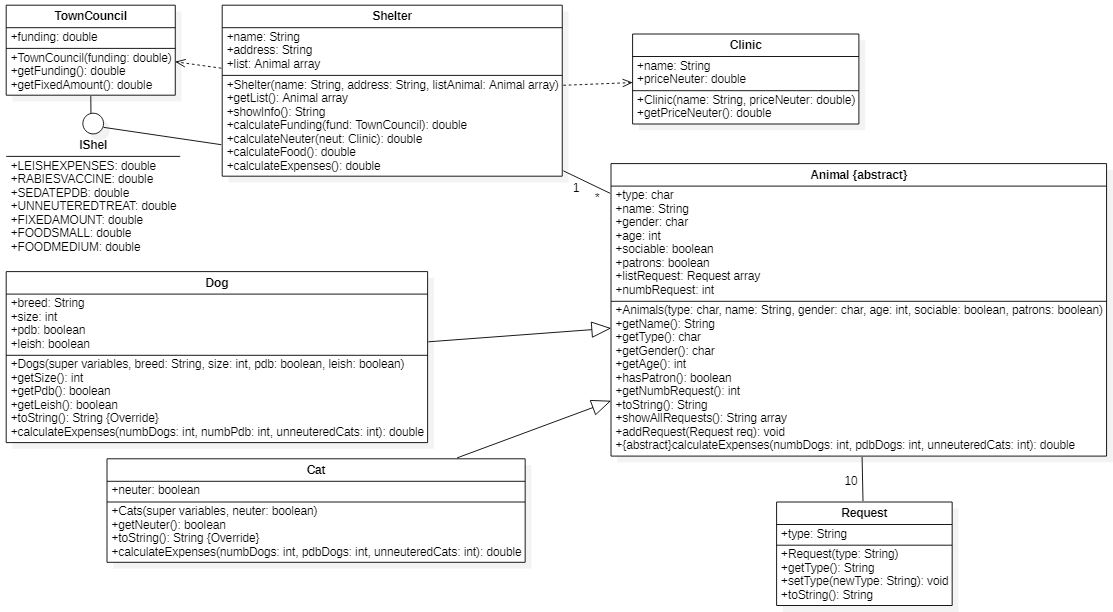 TownCouncil
+funding: double
+TownCouncil(funding: double)
+getFunding(): double
+getFixedAmount(): double
IShel
+LEISHEXPENSES: double
+RABIESVACCINE: double
+SEDATEPDB: double
+UNNEUTEREDTREAT: double
+FIXEDAMOUNT: double
+FOODSMALL: double
+FOODMEDIUM: double
Shelter
+name: String
+address: String
+list: Animal array
+Shelter(name: String, address: String, listAnimal: Animal array)
+getList(): Animal array
+showInfo(): String
+calculateFunding(fund: TownCouncil): double
+calculateNeuter(neut: Clinic): double
+calculateFood(): double
+calculateExpenses(): double
Clinic
+name: String
+priceNeuter: double
+Clinic(name: String, priceNeuter: double)
+getPriceNeuter(): double
1
*
Animal {abstract}
+type: char
+name: String
+gender: char
+age: int
+sociable: boolean
+patrons: boolean
+listRequest: Request array
+numbRequest: int
+Animals(type: char, name: String, gender: char, age: int, sociable: boolean, patrons: boolean)
+getName(): String
+getType(): char
+getGender(): char
+getAge(): int
+hasPatron(): boolean
+getNumbRequest(): int
+toString(): String
+showAllRequests(): String array
+addRequest(Request req): void
+{abstract}calculateExpenses(numbDogs: int, pdbDogs: int, unneuteredCats: int): double
Dog
+breed: String
+size: int
+pdb: boolean
+leish: boolean
+Dogs(super variables, breed: String, size: int, pdb: boolean, leish: boolean)
+getSize(): int
+getPdb(): boolean
+getLeish(): boolean
+toString(): String {Override}
+calculateExpenses(numbDogs: int, numbPdb: int, unneuteredCats: int): double
Cat
+neuter: boolean
+Cats(super variables, neuter: boolean)
+getNeuter(): boolean
+toString(): String {Override}
+calculateExpenses(numbDogs: int, pdbDogs: int, unneuteredCats: int): double
10
Request
+type: String
+Request(type: String)
+getType(): String
+setType(newType: String): void
+toString(): String